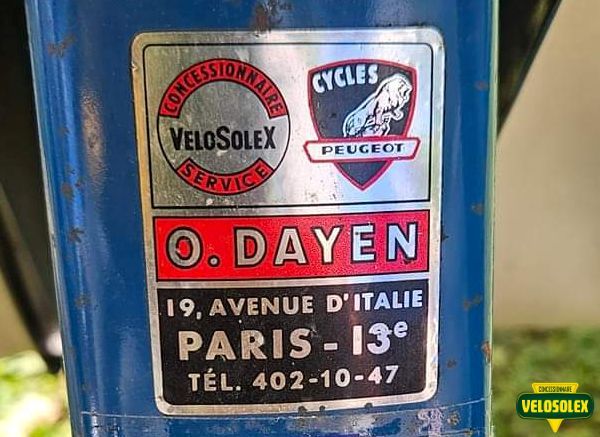 CONCESSIONNAIRE
VELOSOLEX
SERVICE
CYCLES
PEUGEOT
O. DAYEN
19, AVENUE D'ITALIE
PARIS - 13e
TÉL. 402-10-47
CONCESSIONNAIRE
VELOSOLEX